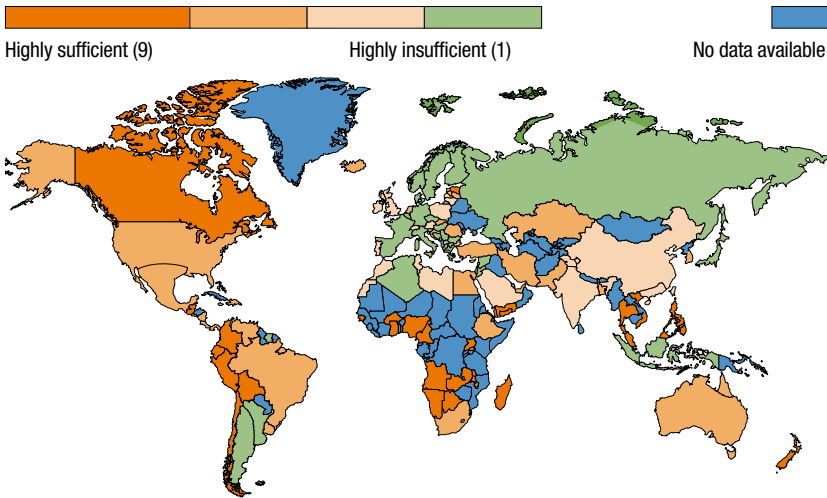 Highly sufficient (9)
Highly insufficient (1)
No data available